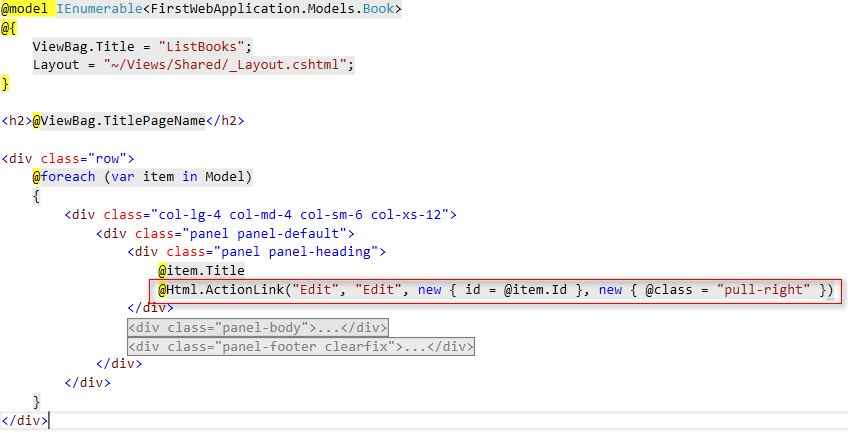 @model IEnumerable<FirstWebApplication.Models.Book>
@{
    ViewBag.Title = "ListBooks";
    Layout = "~/Views/Shared/_Layout.cshtml";
}

<h2>@ViewBag.TitlePageName</h2>

<div class="row">
    @foreach (var item in Model)
    {
        <div class="col-lg-4 col-md-4 col-sm-6 col-xs-12">
            <div class="panel panel-default">
                <div class="panel panel-heading">
                    @item.Title
                    @Html.ActionLink("Edit", "Edit", new { id = @item.Id }, new { @class = "pull-right" })
                </div>
                <div class="panel-body">...</div>
                <div class="panel-footer clearfix">...</div>
            </div>
        </div>
    }
</div>